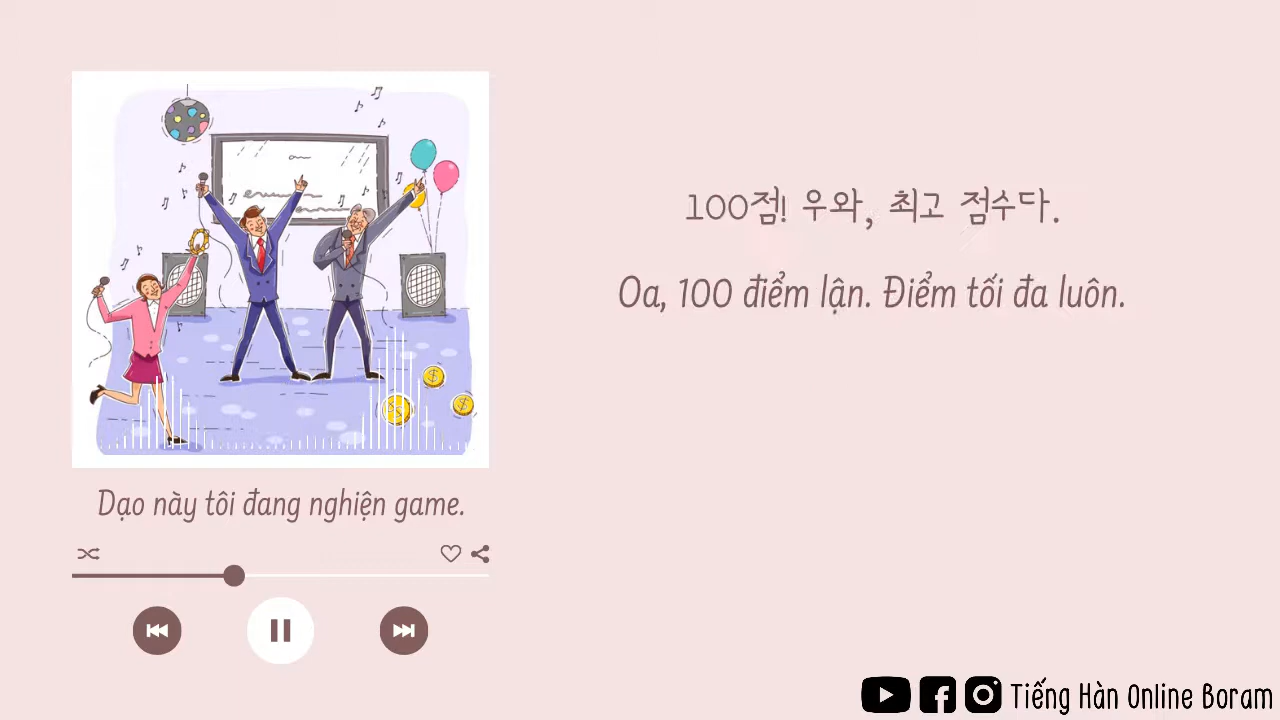 100점! 우와, 최고 점수다.
Oa, 100 điểm lận. Điểm tối đa luôn.
Dạo này tôi đang nghiện game.
Tiếng Hàn Online Boram